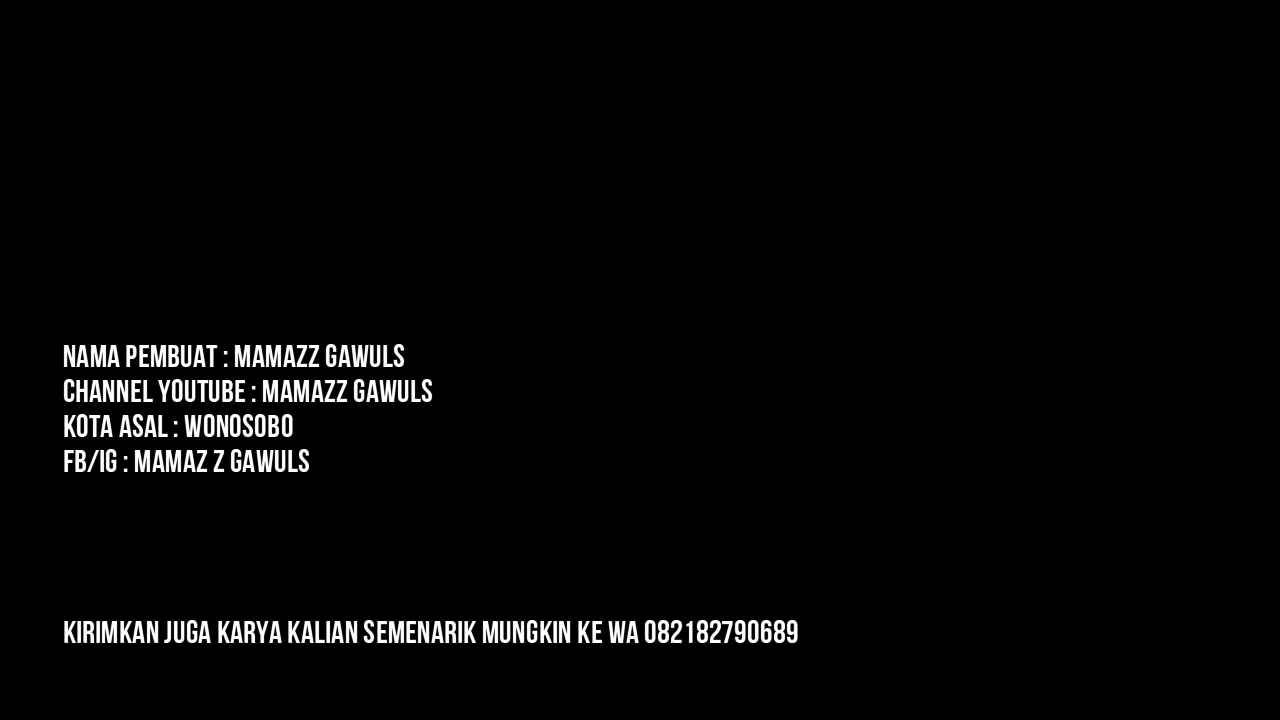 NAMA PEMBUAT : MAMAZZ GAWULS
CHANNEL YOUTUBE : MAMAZZ GAWULS
KOTA ASAL : WONOSOBO
FB/IG : MAMAZ Z GAWULS
KIRIMKAN JUGA KARYA KALIAN SEMENARIK MUNGKIN KE WA 082182790689